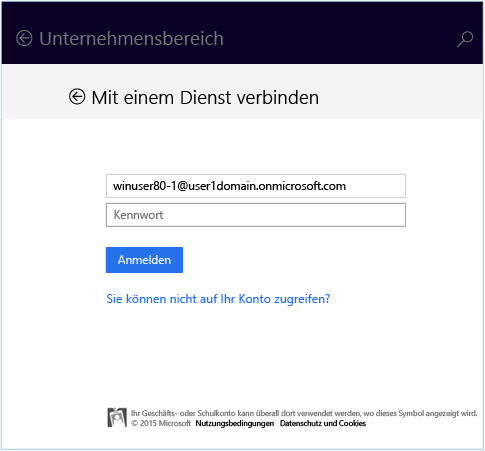 Unternehmensbereich
Mit einem Dienst verbinden
winuser80-1@user1domain.onmicrosoft.com
Kennwort
Anmelden
Sie können nicht auf Ihr Konto zugreifen?
Ihr Geschäfts- oder Schulkonto kann überall dort verwendet werden, wo dieses Symbol angezeigt wird.
© 2015 Microsoft Nutzungsbedingungen Datenschutz und Cookies